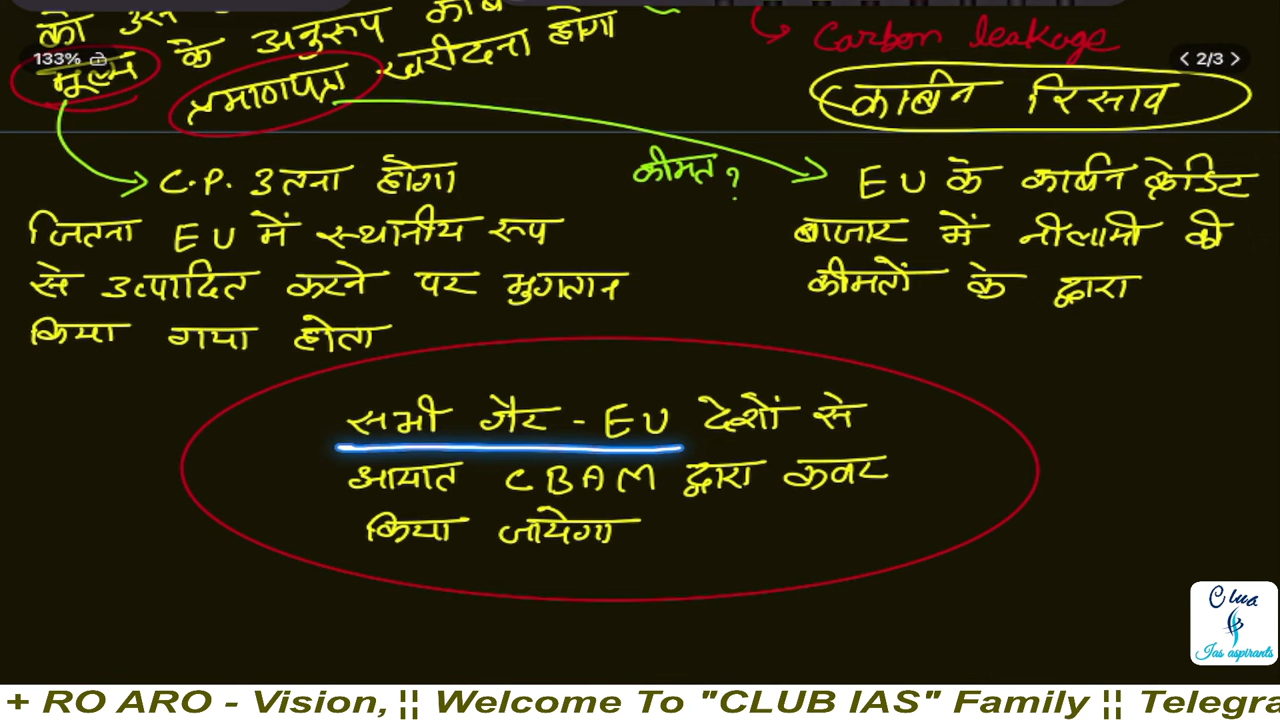 को
के अनुरूप
133%
मूल्य
प्रमाणपत्र खरीदना होगा
Carbon leakage
2/3
कार्बन रिसाव
C.P. उतना होगा
जितना EU में स्थानीय रूप
से उत्पादित करने पर भुगतान
किया गया होता
कीमत ?
EU के कार्बन क्रेडिट
बाजार में नीलामी की
कीमतों के द्वारा
सभी गैर - EU देशों से
आयात CBAM द्वारा कवर
किया जायेगा
Club
Ias aspirants
+ RO ARO - Vision, || Welcome To "CLUB IAS" Family || Telegra